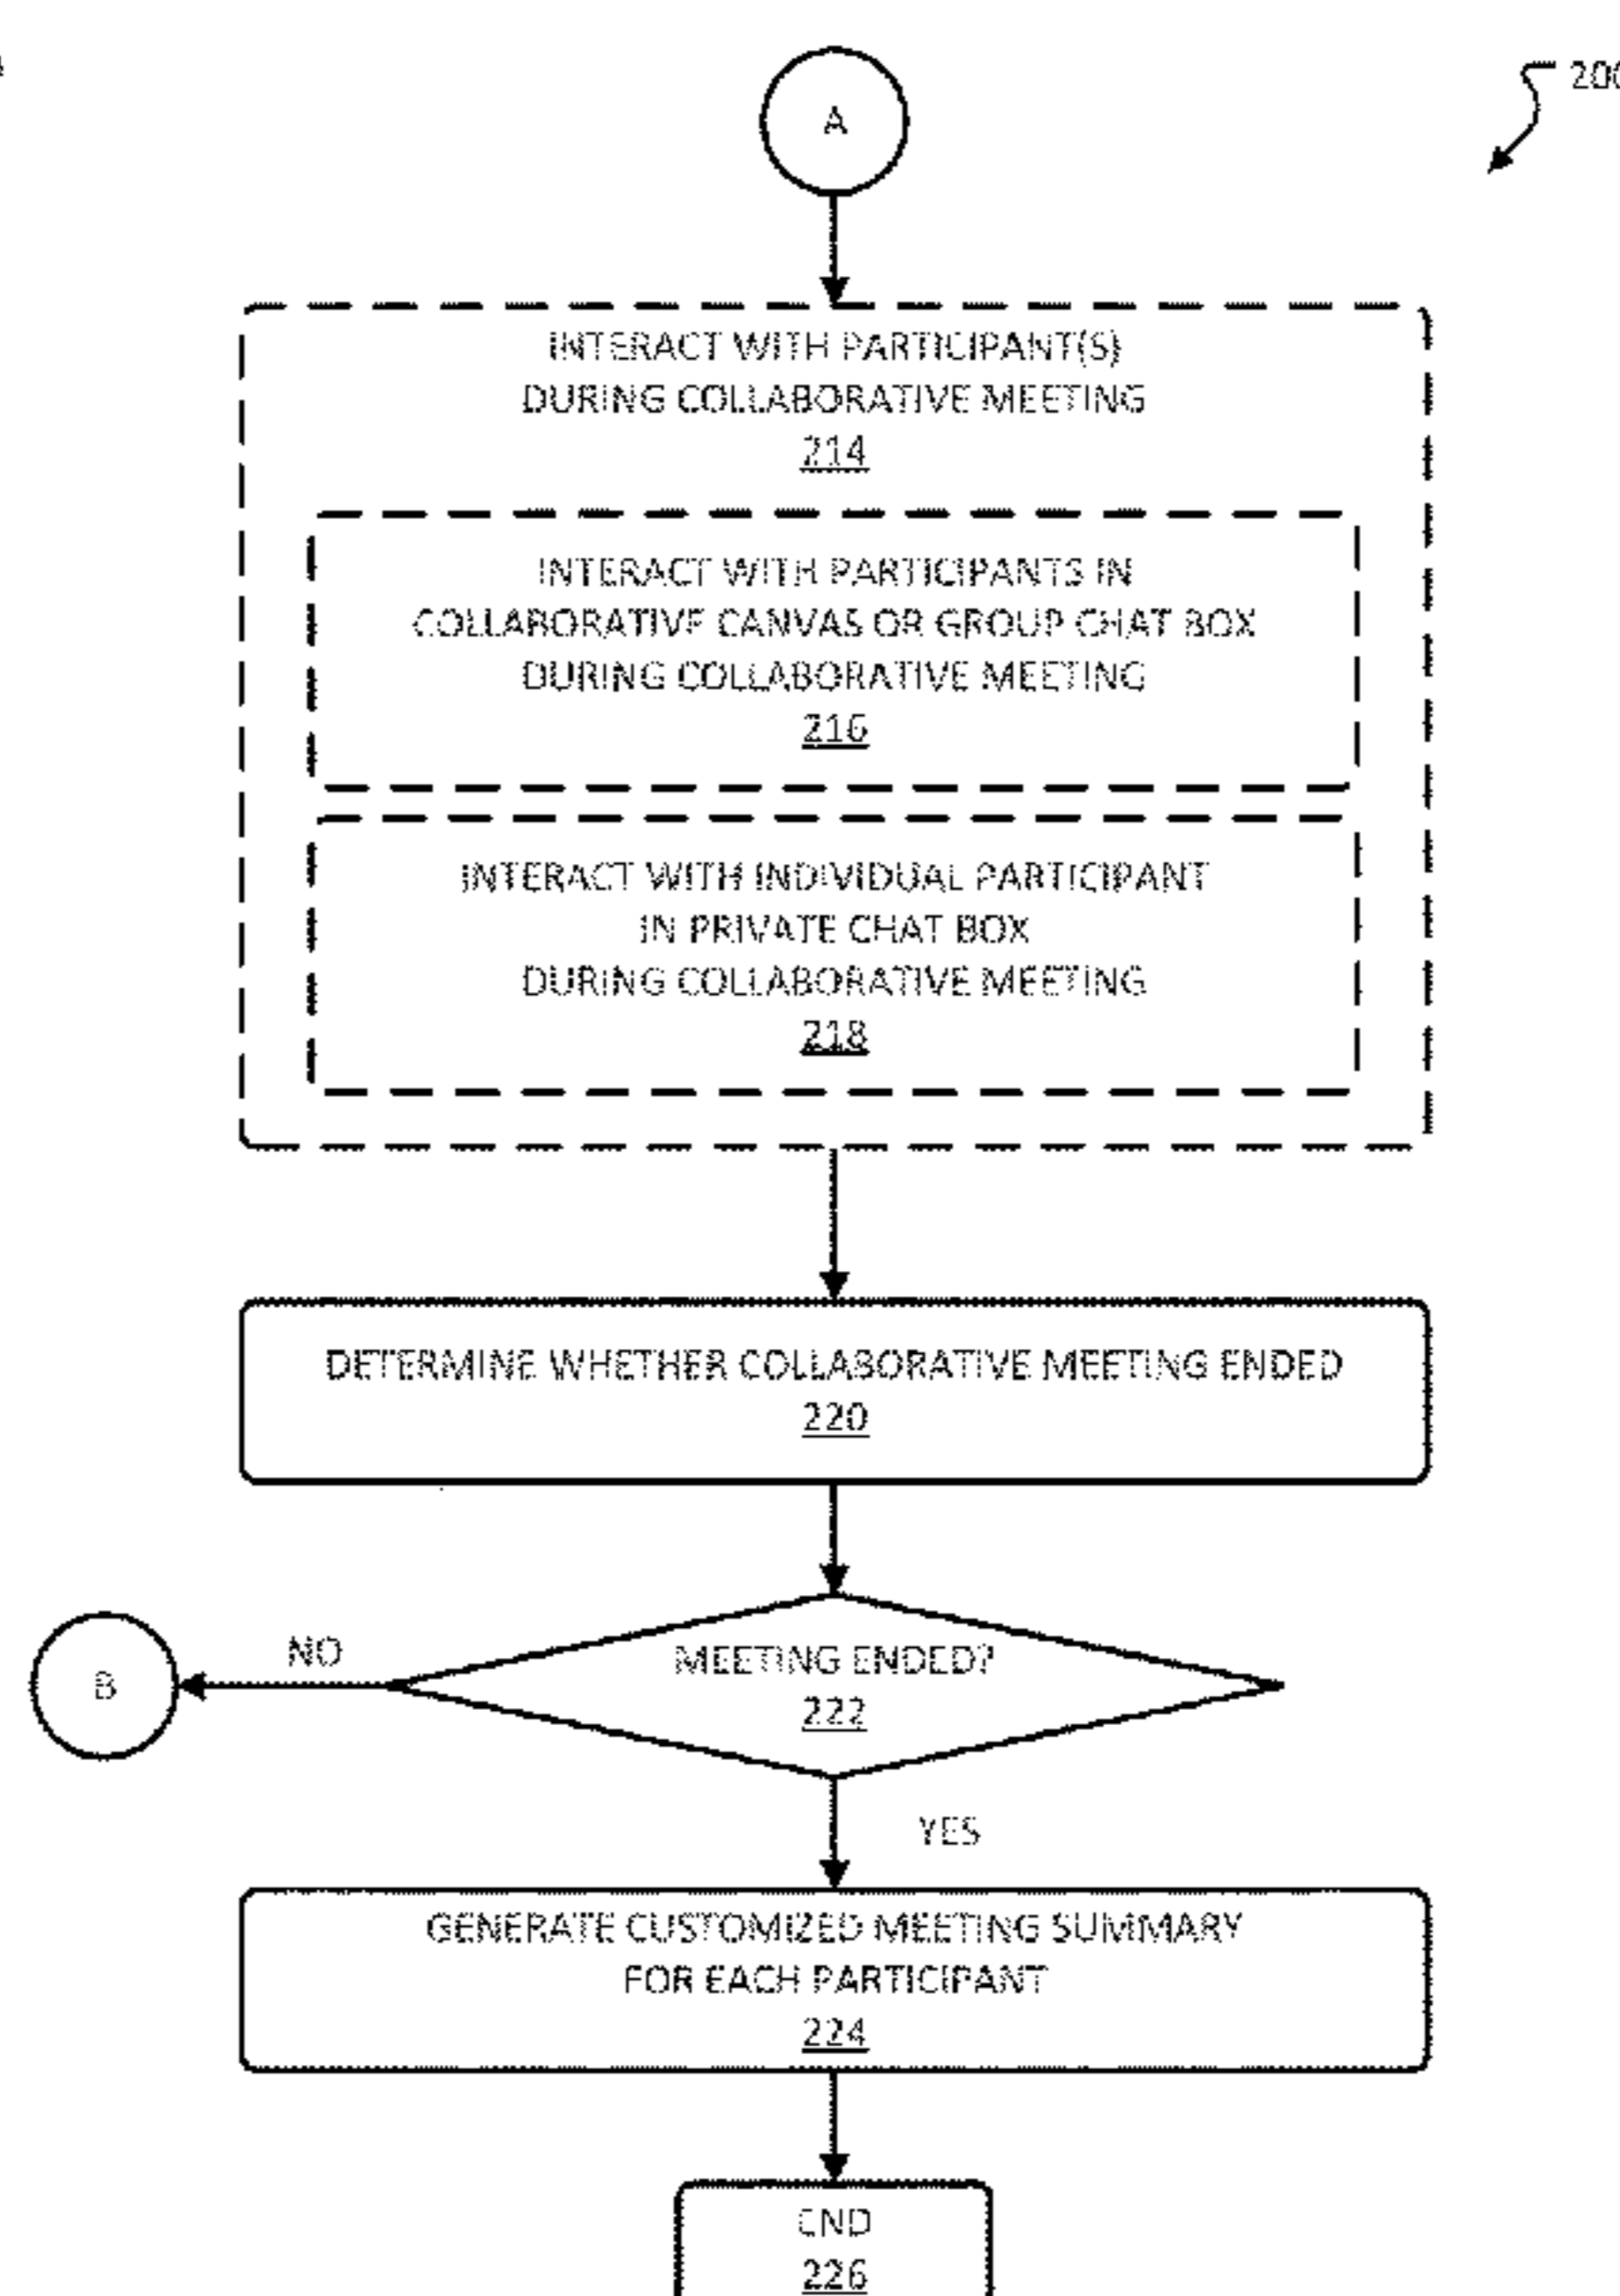 A
200
INTERACT WITH PARTICIPANT(S)
DURING COLLABORATIVE MEETING
214
INTERACT WITH PARTICIPANTS IN
COLLABORATIVE CANVAS OR GROUP CHAT BOX
DURING COLLABORATIVE MEETING
216
INTERACT WITH INDIVIDUAL PARTICIPANT
IN PRIVATE CHAT BOX
DURING COLLABORATIVE MEETING
218
DETERMINE WHETHER COLLABORATIVE MEETING ENDED
220
MEETING ENDED?
222
NO
B
YES
GENERATE CUSTOMIZED MEETING SUMMARY
FOR EACH PARTICIPANT
224
END
226